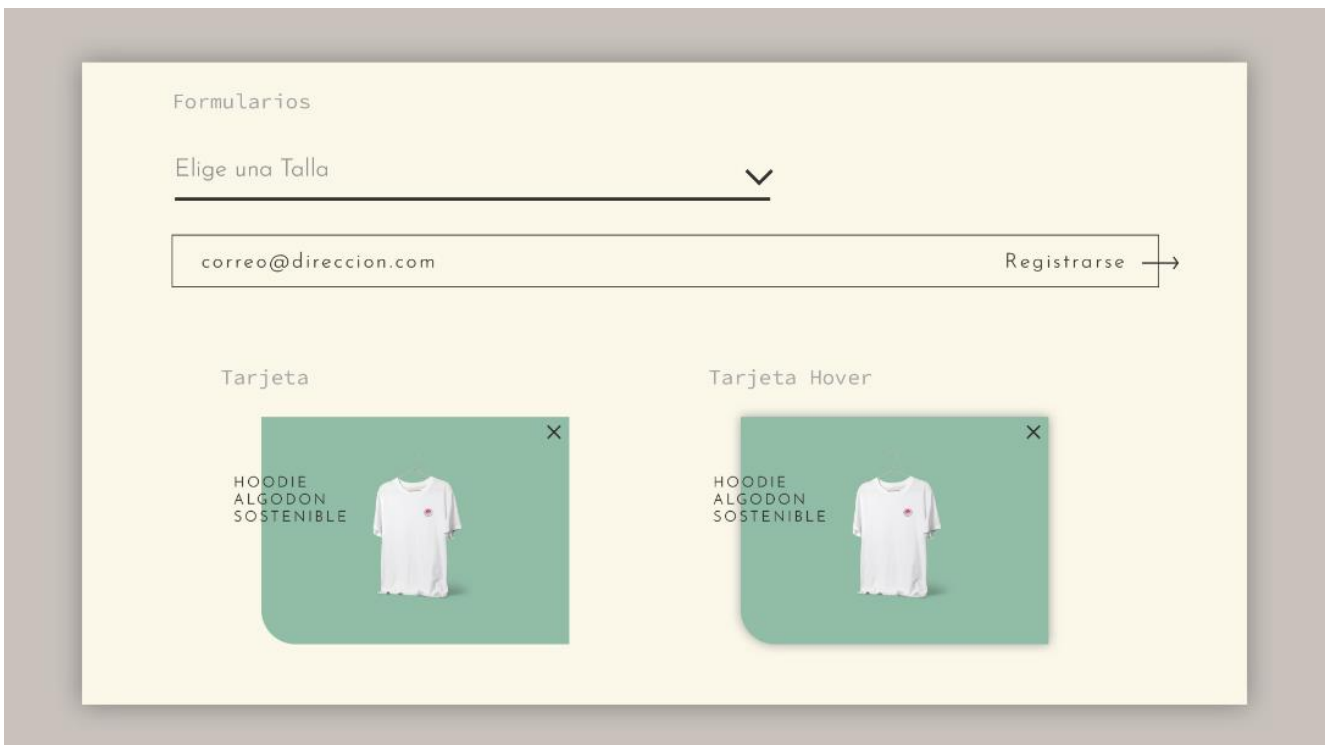 Formularios
Elige una Talla
correo@direccion.com Registrarse
Tarjeta
HOODIE
ALGODON
SOSTENIBLE
Tarjeta Hover
HOODIE
ALGODON
SOSTENIBLE